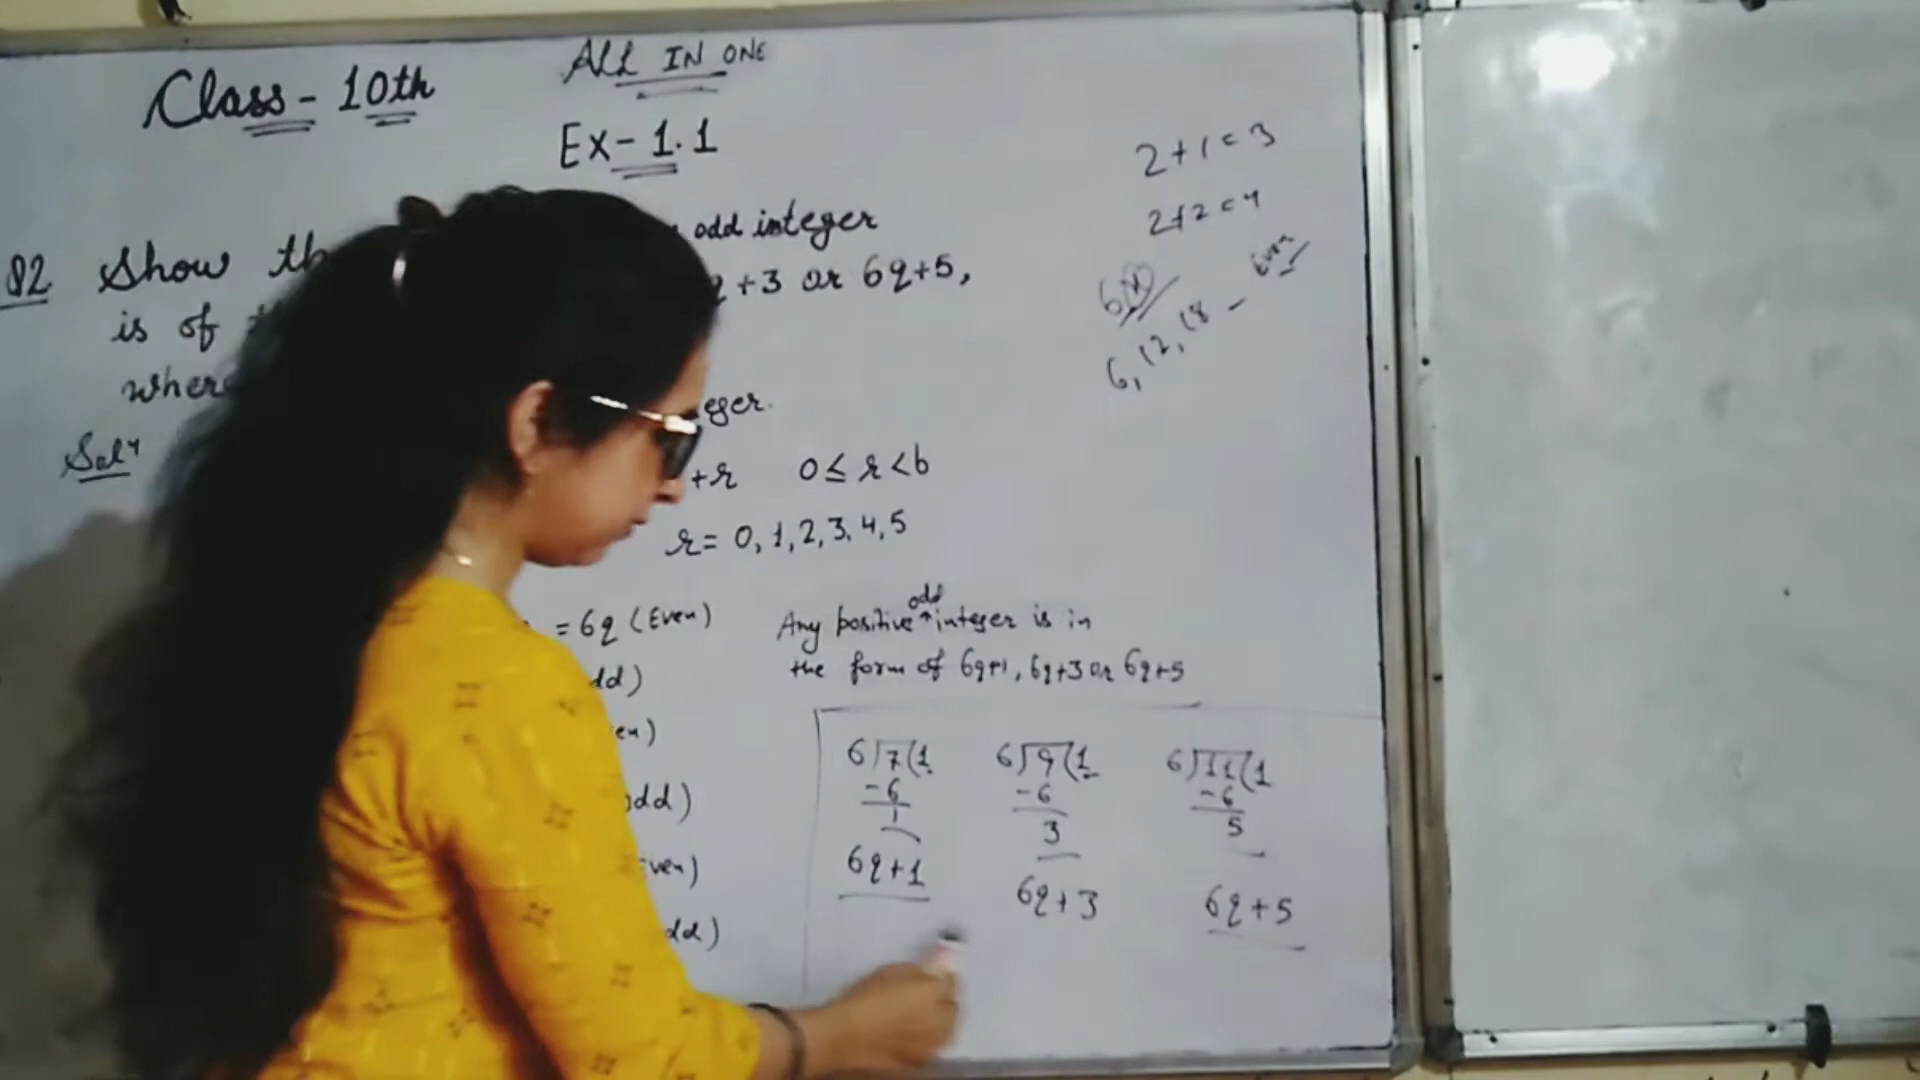 Class - 10th
ALL IN ONE
Ex - 1.1
Q2 Show th odd integer
is of q+3 or 6q+5,
where eger.
Solⁿ
+r 0 ≤ r < b
r = 0, 1, 2, 3, 4, 5
= 6q (Even)
dd)
en)
odd)
ven)
dd)
Any positive odd integer is in
the form of 6q+1, 6q+3 or 6q+5
6)7(1
-6
1
6q+1
6)9(1
-6
3
6q+3
6)11(1
-6
5
6q+5
2+1=3
2+2=4
6, 12, 18 - Even